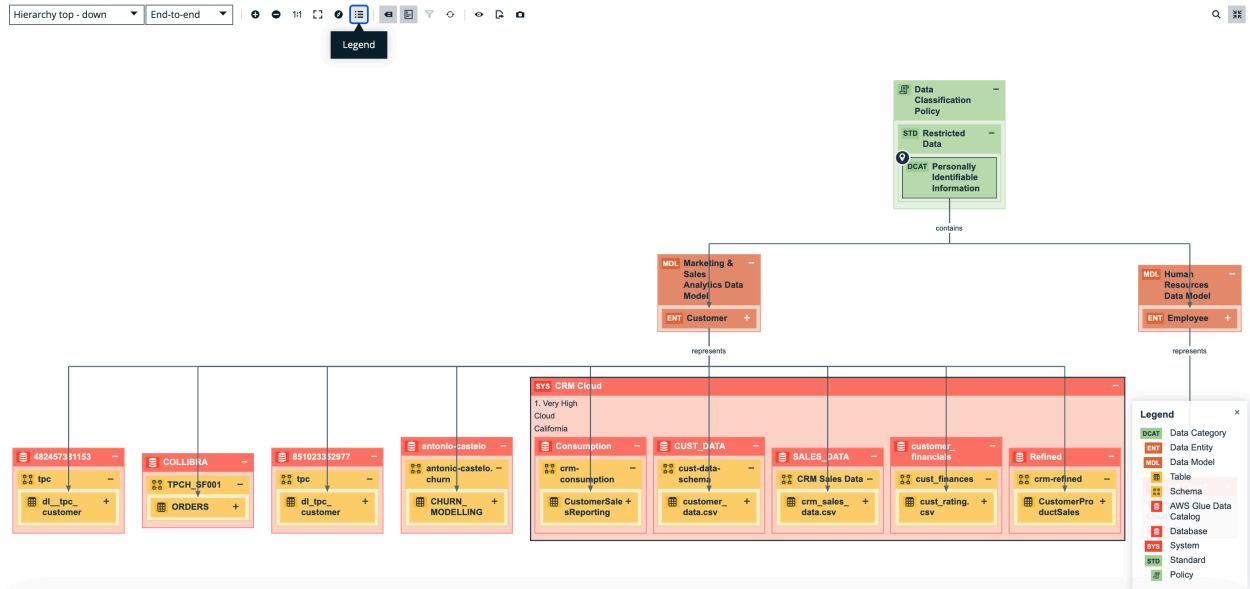 Hierarchy top - down
End-to-end
1:1
Legend
Data
Classification
Policy
STD Restricted
Data
DCAT Personally
Identifiable
Information
contains
MDL Marketing &
Sales
Analytics Data
Model
ENT Customer
MDL Human
Resources
Data Model
ENT Employee
represents
represents
SYS CRM Cloud
1. Very High
Cloud
California
482457381153
tpc
dl__tpc_
customer
COLLIBRA
TPCH_SF001
ORDERS
851023352977
tpc
dl_tpc_
customer
antonio-castelo
antonio-castelo.
churn
CHURN_
MODELLING
Consumption
crm-
consumption
CustomerSale
sReporting
CUST_DATA
cust-data-
schema
customer_
data.csv
SALES_DATA
CRM Sales Data
crm_sales_
data.csv
customer_
financials
cust_finances
cust_rating.
csv
Refined
crm-refined
CustomerPro
ductSales
Legend
DCAT Data Category
ENT Data Entity
MDL Data Model
Table
Schema
AWS Glue Data
Catalog
Database
SYS System
STD Standard
Policy